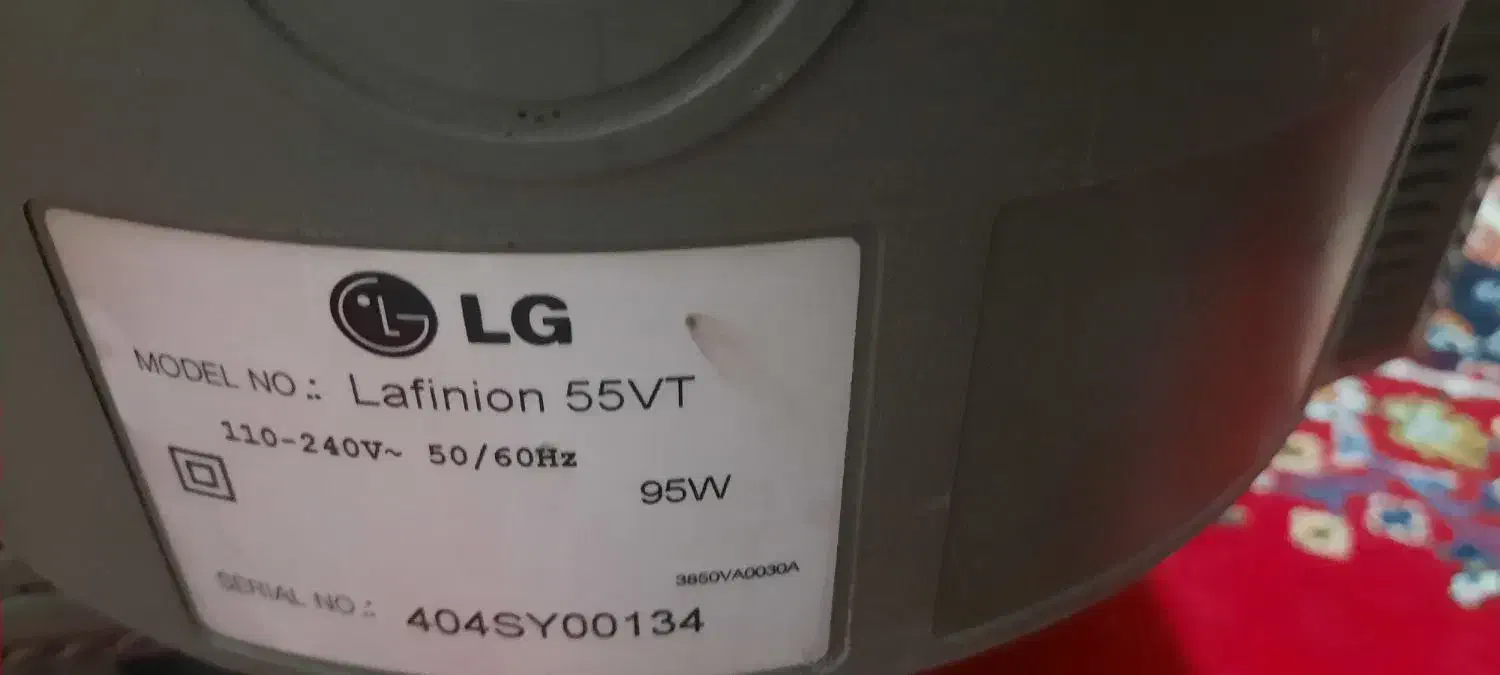 LG
MODEL NO.: Lafinion 55VT
110-240V~ 50/60Hz
95W
3850VA0030A
SERIAL NO.: 404SY00134